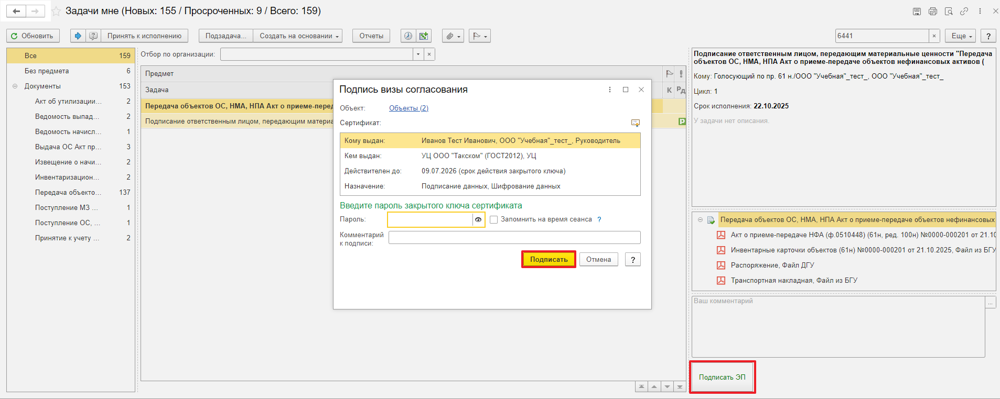 Задачи мне (Новых: 155 / Просроченных: 9 / Всего: 159)
Обновить
Принять к исполнению
Подзадача...
Создать на основании
Отчеты
6441
×
Еще
?
Все 159
Без предмета 6
Документы 153
Акт об утилизации... 2
Ведомость выпад... 2
Ведомость начисл... 1
Выдача ОС Акт пр... 3
Извещение о начи... 2
Инвентаризацион... 2
Передача объекто... 137
Поступление МЗ ... 1
Поступление ОС, ... 1
Принятие к учету ... 2
Отбор по организации:
×
Предмет
Задача
К Рд
Передача объектов ОС, НМА, НПА Акт о приеме-перед
Подписание ответственным лицом, передающим материа
Р
Подпись визы согласования
Объект: Объекты (2)
Сертификат:
Кому выдан: Иванов Тест Иванович, ООО "Учебная"_тест_, Руководитель
Кем выдан: УЦ ООО "Такском" (ГОСТ2012), УЦ
Действителен до: 09.07.2026 (срок действия закрытого ключа)
Назначение: Подписание данных, Шифрование данных
Введите пароль закрытого ключа сертификата
Пароль:
Запомнить на время сеанса ?
Комментарий
к подписи:
Подписать
Отмена
?
Подписание ответственным лицом, передающим материальные ценности "Передача
объектов ОС, НМА, НПА Акт о приеме-передаче объектов нефинансовых активов (
Кому: Голосующий по пр. 61 н./ООО "Учебная"_тест_, ООО "Учебная"_тест_
Цикл: 1
Срок исполнения: 22.10.2025
У задачи нет описания.
Передача объектов ОС, НМА, НПА Акт о приеме-передаче объектов нефинансовых
Акт о приеме-передаче НФА (ф.0510448) (61н, ред. 100н) №0000-000201 от 21.10
Инвентарные карточки объектов (61н) №0000-000201 от 21.10.2025, Файл из БГУ
Распоряжение, Файл ДГУ
Транспортная накладная, Файл из БГУ
Ваш комментарий
...
Подписать ЭП